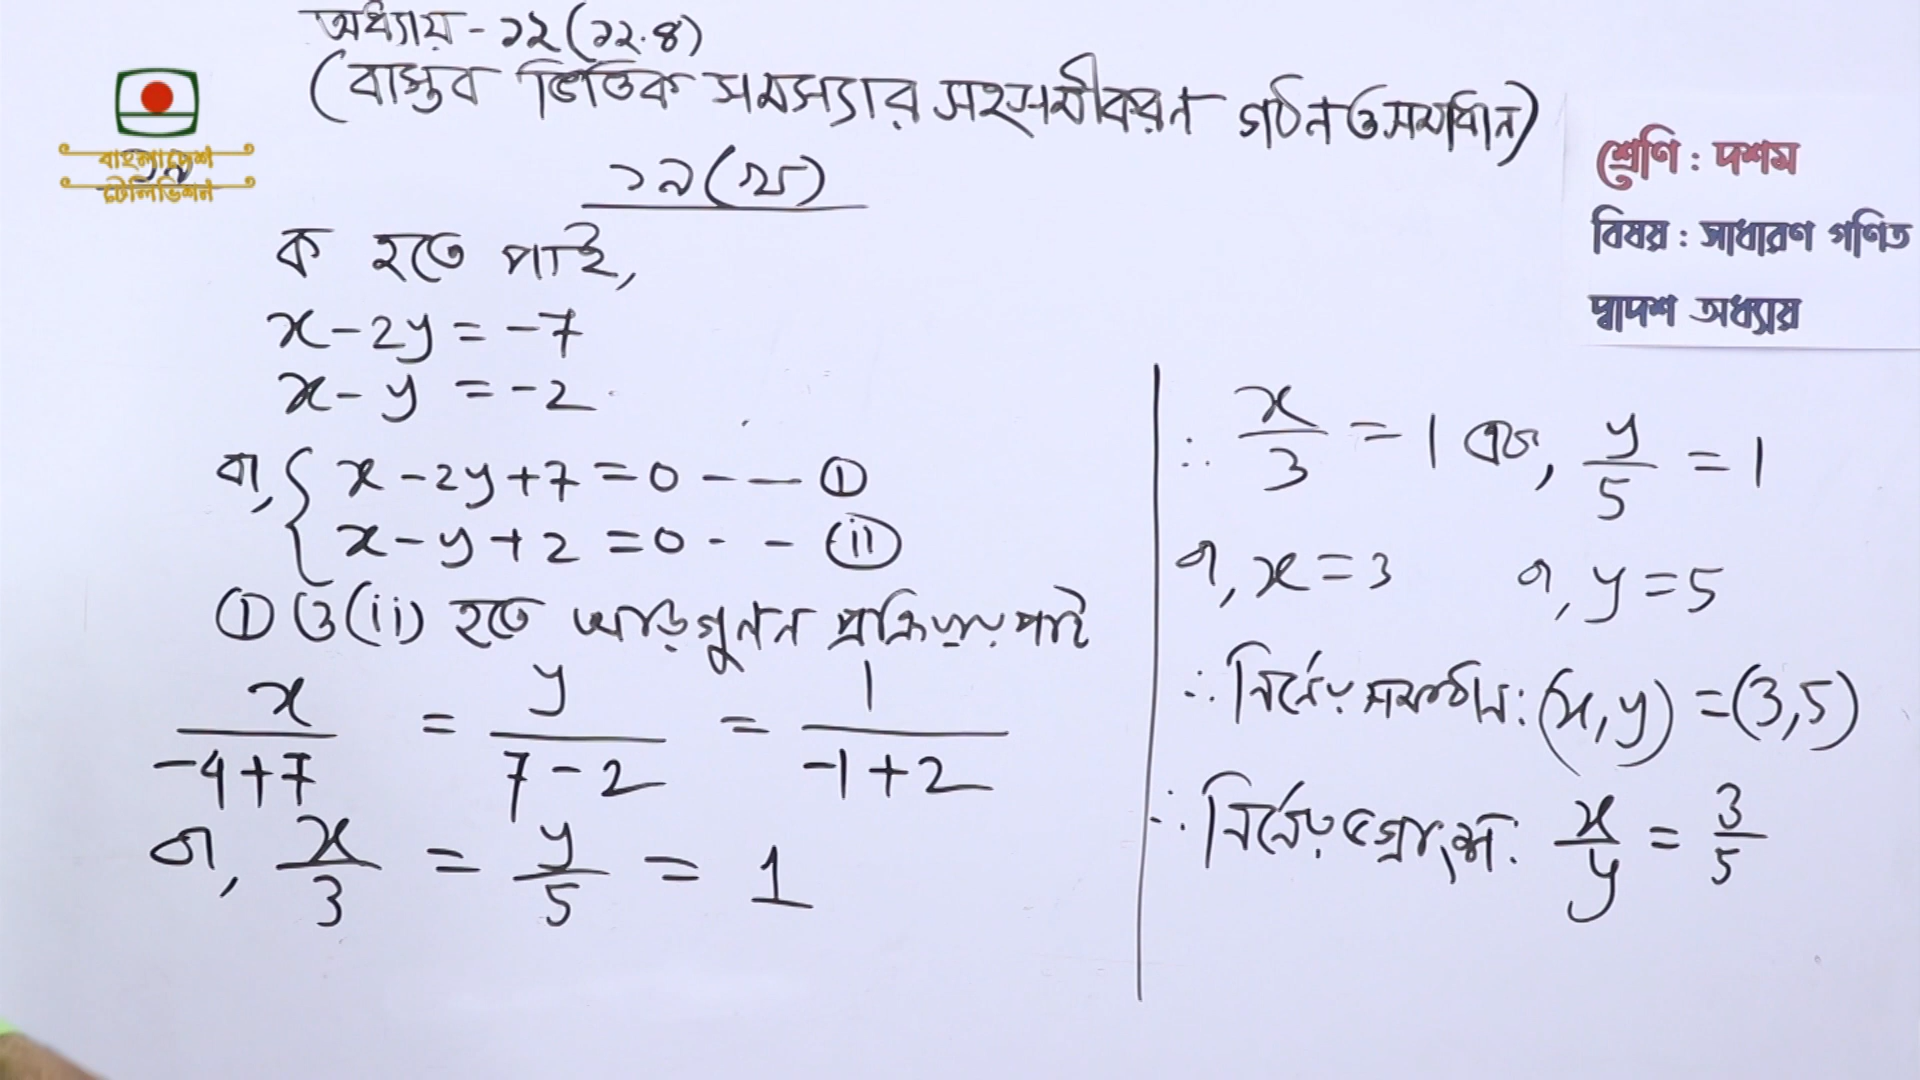 অধ্যায় - ১২ (১২.৪)
(বাস্তব ভিত্তিক সমস্যার সহসমীকরণ গঠন ও সমাধান)
বাংলাদেশ
টেলিভিশন
শ্রেণি : দশম
বিষয় : সাধারণ গণিত
দ্বাদশ অধ্যায়
১৯(খ)
ক হতে পাই,
x - 2y = -7
x - y = -2
বা, { x - 2y + 7 = 0 - - — ⓘ
x - y + 2 = 0 - - (ii)
ⓘ ও (ii) হতে আড়গুনন প্রক্রিয়ায় পাই
x/(-4+7) = y/(7-2) = 1/(-1+2)
বা, x/3 = y/5 = 1
∴ x/3 = 1 এবং, y/5 = 1
বা, x = 3 বা, y = 5
∴ নির্ণেয় সমাধান: (x, y) = (3, 5)
∴ নির্ণেয় ভগ্নাংশ: x/y = 3/5